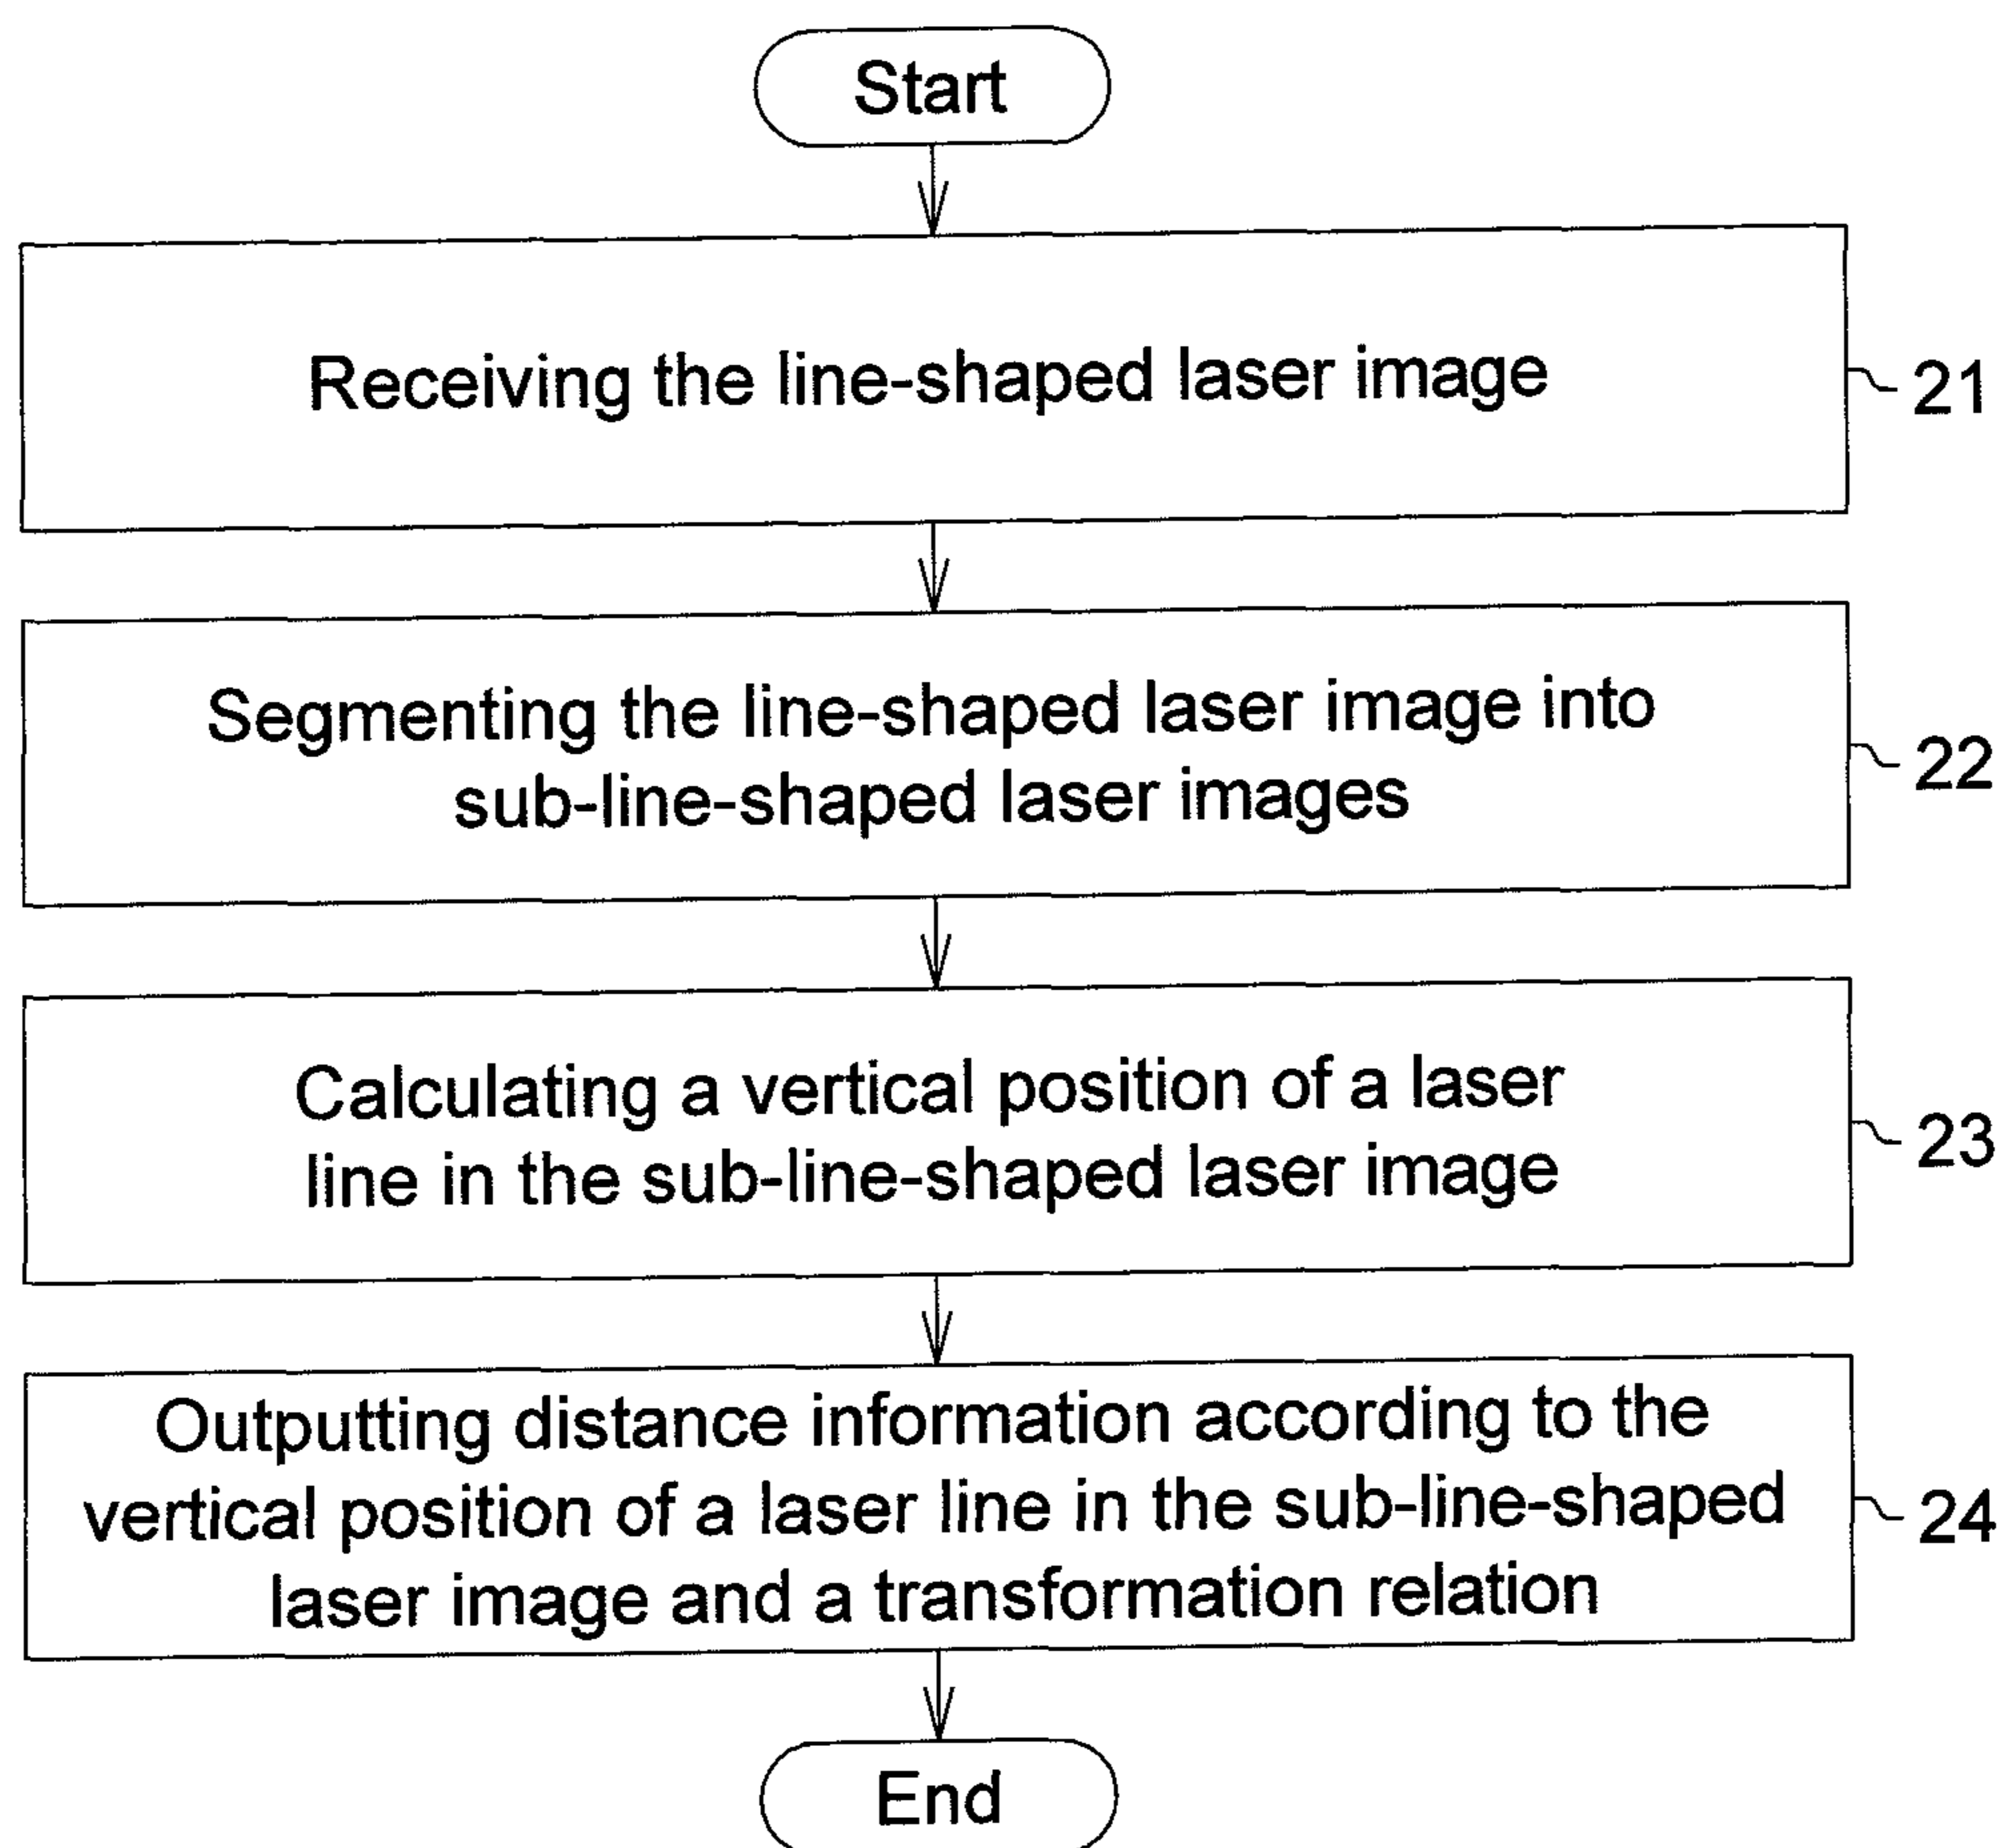 Start
Receiving the line-shaped laser image
21
Segmenting the line-shaped laser image into
sub-line-shaped laser images
22
Calculating a vertical position of a laser
line in the sub-line-shaped laser image
23
Outputting distance information according to the
vertical position of a laser line in the sub-line-shaped
laser image and a transformation relation
24
End